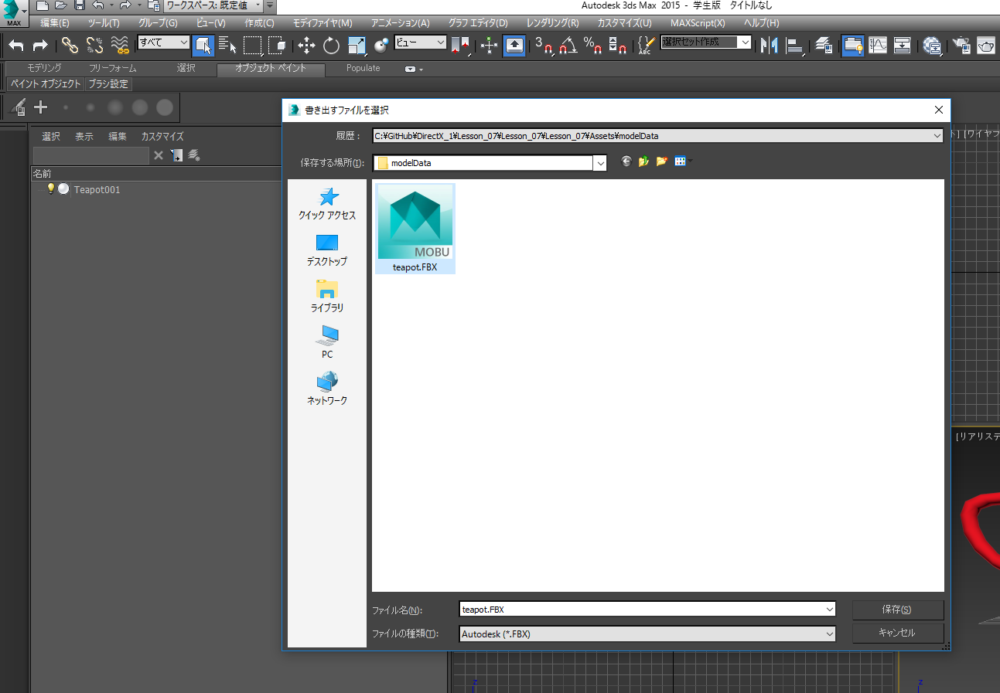 ワークスペース: 既定値
Autodesk 3ds Max 2015 - 学生版 タイトルなし
MAX
編集(E) ツール(T) グループ(G) ビュー(V) 作成(C) モディファイヤ(M) アニメーション(A) グラフ エディタ(D) レンダリング(R) カスタマイズ(U) MAXScript(X) ヘルプ(H)
すべて
ビュー
3
%
ABC
選択セット作成
モデリング フリーフォーム 選択 オブジェクト ペイント Populate
ペイント オブジェクト ブラシ設定
選択 表示 編集 カスタマイズ
名前
Teapot001
書き出すファイルを選択
履歴:
C:¥GitHub¥DirectX_1¥Lesson_07¥Lesson_07¥Lesson_07¥Assets¥modelData
保存する場所(I):
modelData
クイック アクセス
デスクトップ
ライブラリ
PC
ネットワーク
MOBU
teapot.FBX
ファイル名(N):
teapot.FBX
保存(S)
ファイルの種類(T):
Autodesk (*.FBX)
キャンセル
ト] [ワイヤフ
[リアリステ
z
z